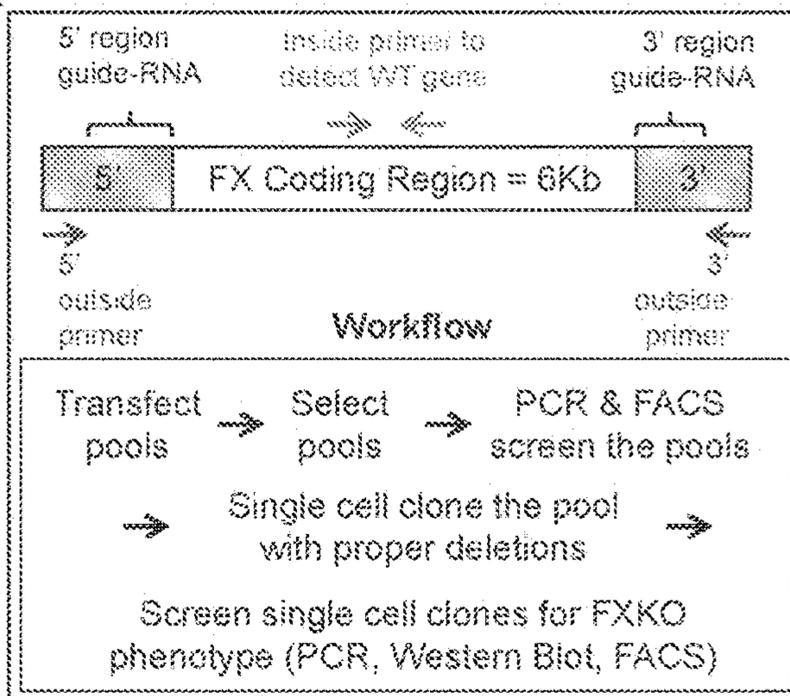 5' region
guide-RNA
Inside primer to
detect WT gene
3' region
guide-RNA
5'
FX Coding Region = 6Kb
3'
5'
outside
primer
3'
outside
primer
Workflow
Transfect
pools
Select
pools
PCR & FACS
screen the pools
Single cell clone the pool
with proper deletions
Screen single cell clones for FXKO
phenotype (PCR, Western Blot, FACS)